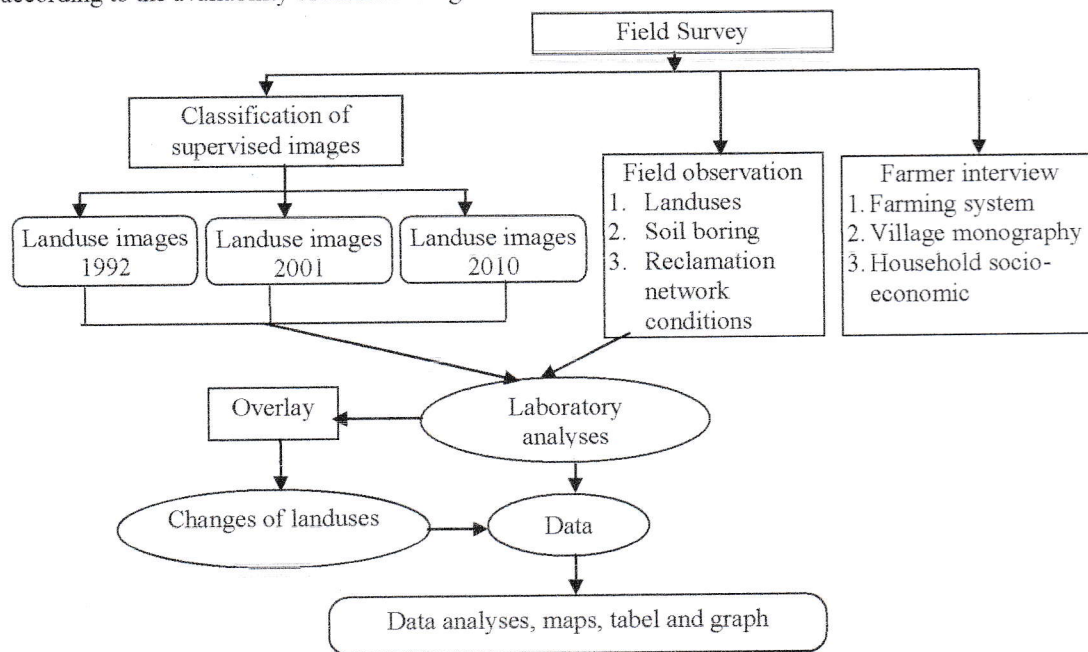 according to the availability
Field Survey
Classification of
supervised images
Landuse images
1992
Landuse images
2001
Landuse images
2010
Field observation
1. Landuses
2. Soil boring
3. Reclamation
network
conditions
Farmer interview
1. Farming system
2. Village monography
3. Household socio-
economic
Overlay
Laboratory
analyses
Changes of landuses
Data
Data analyses, maps, tabel and graph